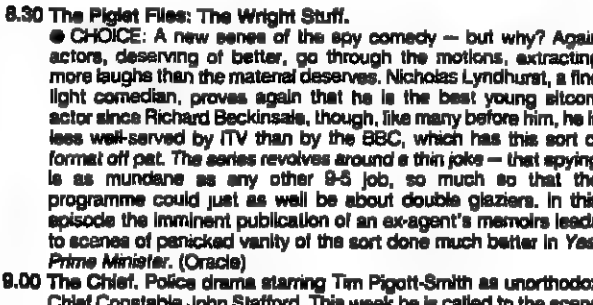 8.30 The Piglet Files: The Wright Stuff.
● CHOICE: A new series of the spy comedy — but why? Again
actors, deserving of better, go through the motions, extracting
more laughs than the material deserves. Nicholas Lyndhurst, a fine
light comedian, proves again that he is the best young sitcom
actor since Richard Beckinsale, though, like many before him, he is
less well-served by ITV than by the BBC, which has this sort of
format off pat. The series revolves around a thin joke — that spying
is as mundane as any other 9-5 job, so much so that the
programme could just as well be about double glaziers. In this
episode the imminent publication of an ex-agent's memoirs leads
to scenes of panicked vanity of the sort done much better in Yes
Prime Minister. (Oracle)
9.00 The Chief. Police drama starring Tim Pigott-Smith as unorthodox
Chief Constable John Stafford. This week he is called to the scene